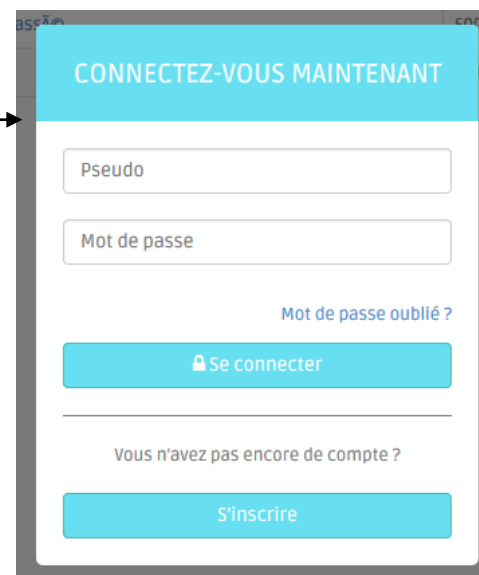 assÃ©
CONNECTEZ-VOUS MAINTENANT
Pseudo
Mot de passe
Mot de passe oublié ?
Se connecter
Vous n'avez pas encore de compte ?
S'inscrire